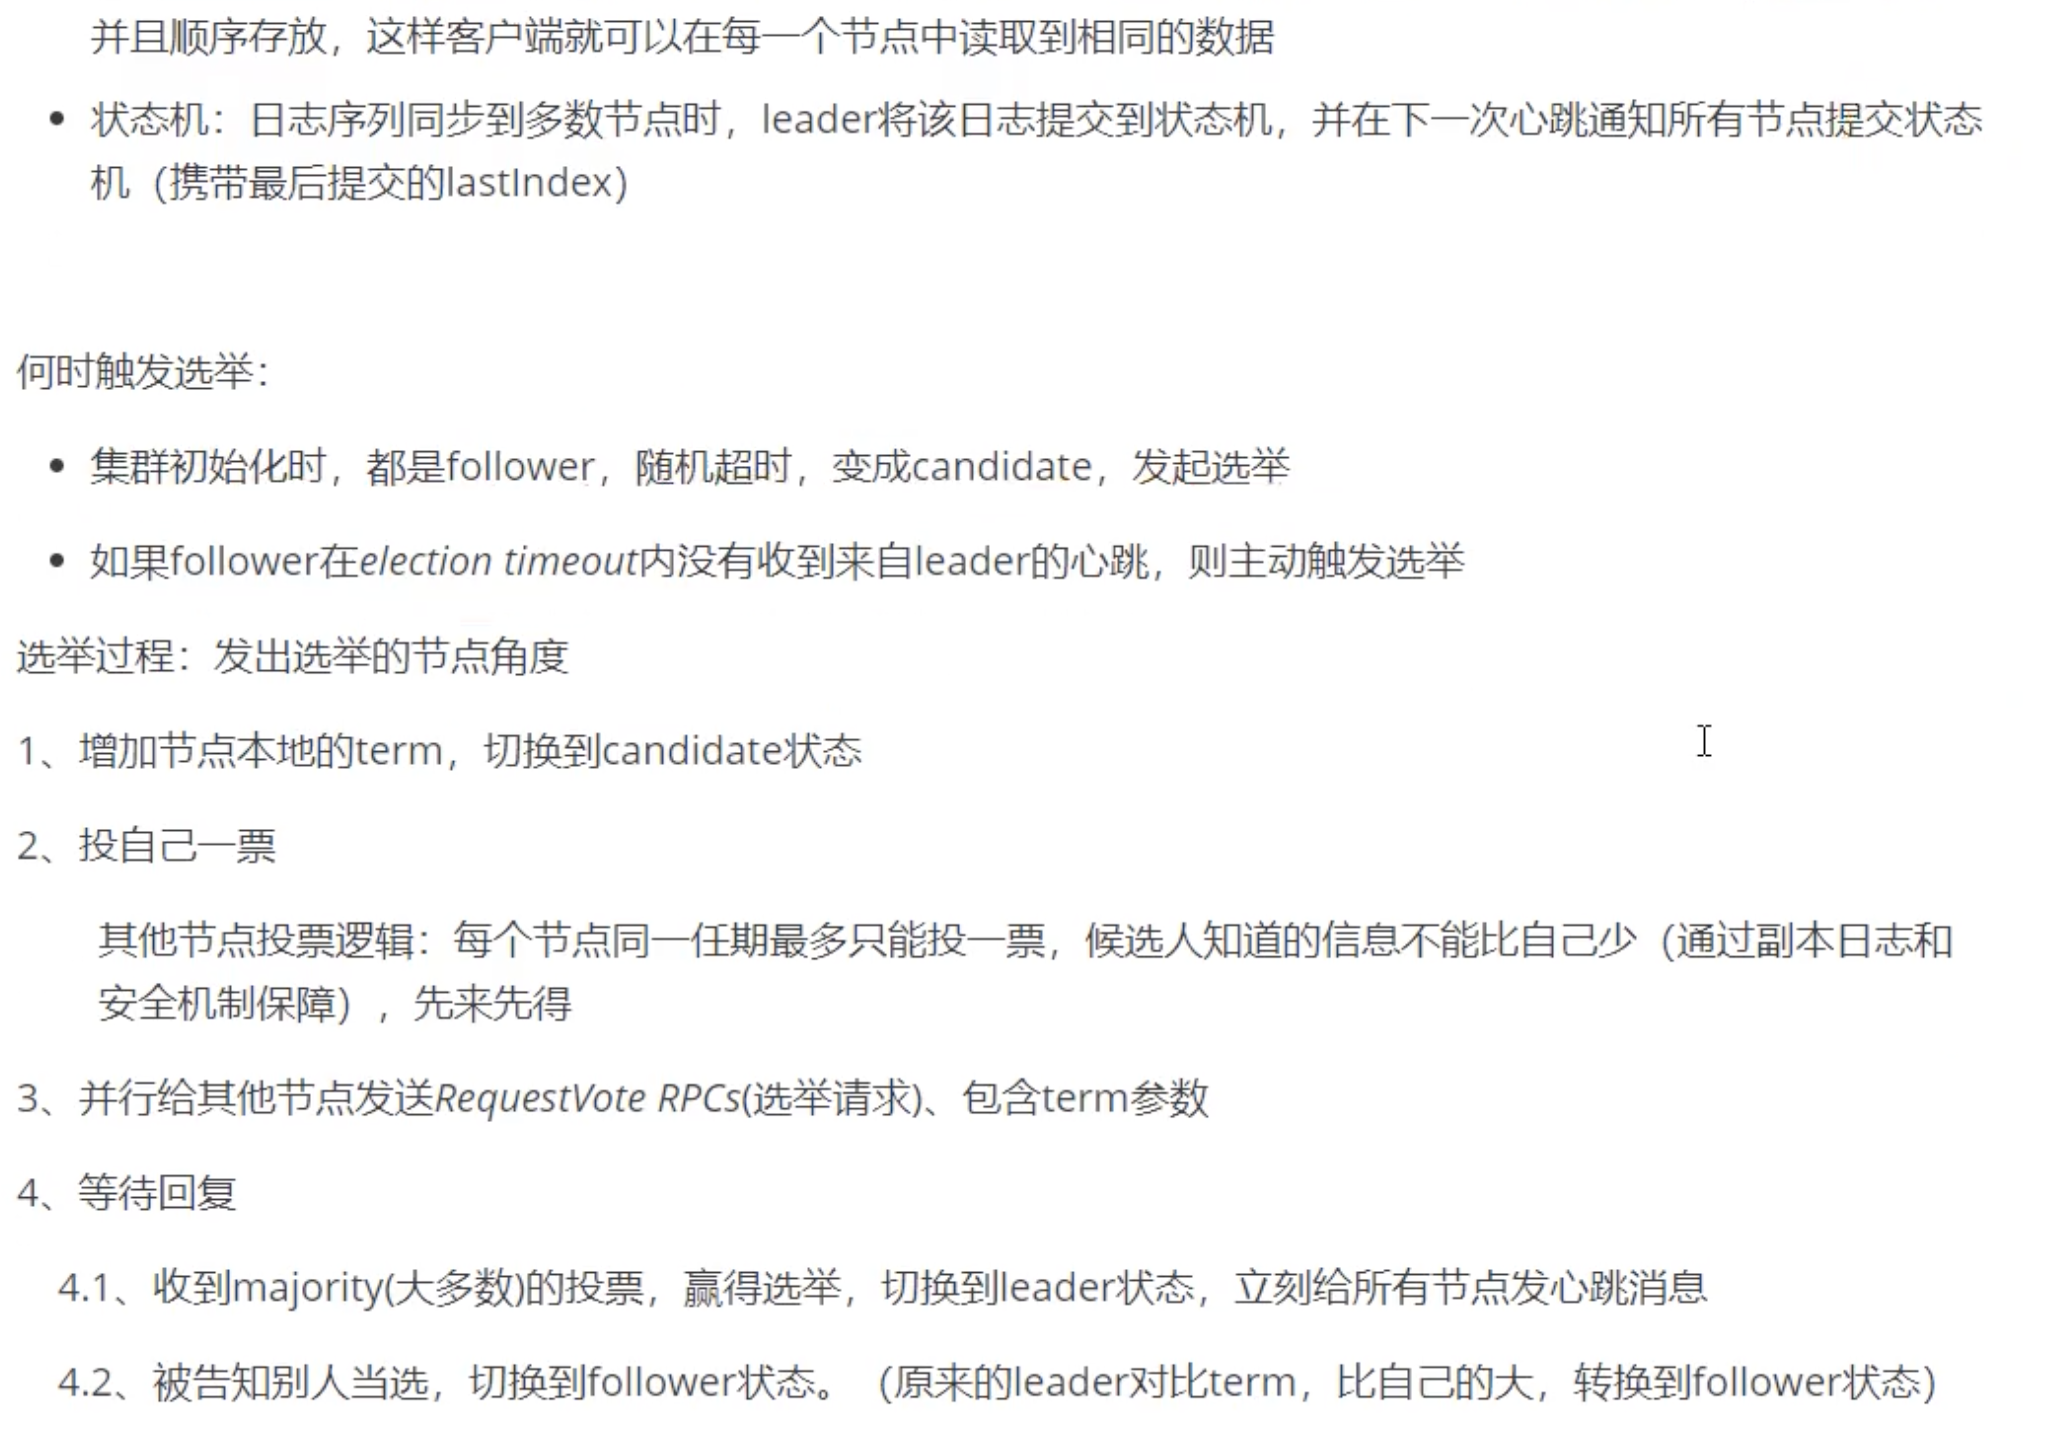 并且顺序存放，这样客户端就可以在每一个节点中读取到相同的数据
• 状态机：日志序列同步到多数节点时，leader将该日志提交到状态机，并在下一次心跳通知所有节点提交状态
机（携带最后提交的lastIndex）
何时触发选举：
• 集群初始化时，都是follower，随机超时，变成candidate，发起选举
• 如果follower在election timeout内没有收到来自leader的心跳，则主动触发选举
选举过程：发出选举的节点角度
1、增加节点本地的term，切换到candidate状态
2、投自己一票
其他节点投票逻辑：每个节点同一任期最多只能投一票，候选人知道的信息不能比自己少（通过副本日志和
安全机制保障），先来先得
3、并行给其他节点发送RequestVote RPCs(选举请求)、包含term参数
4、等待回复
4.1、收到majority(大多数)的投票，赢得选举，切换到leader状态，立刻给所有节点发心跳消息
4.2、被告知别人当选，切换到follower状态。（原来的leader对比term，比自己的大，转换到follower状态）